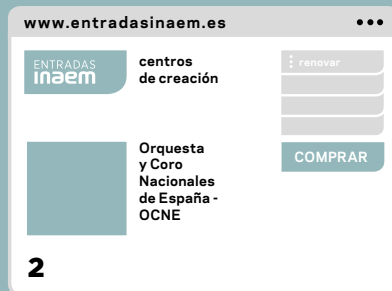 www.entradasinaem.es
ENTRADAS
inaem
centros
de creación
renovar
Orquesta
y Coro
Nacionales
de España -
OCNE
COMPRAR
2